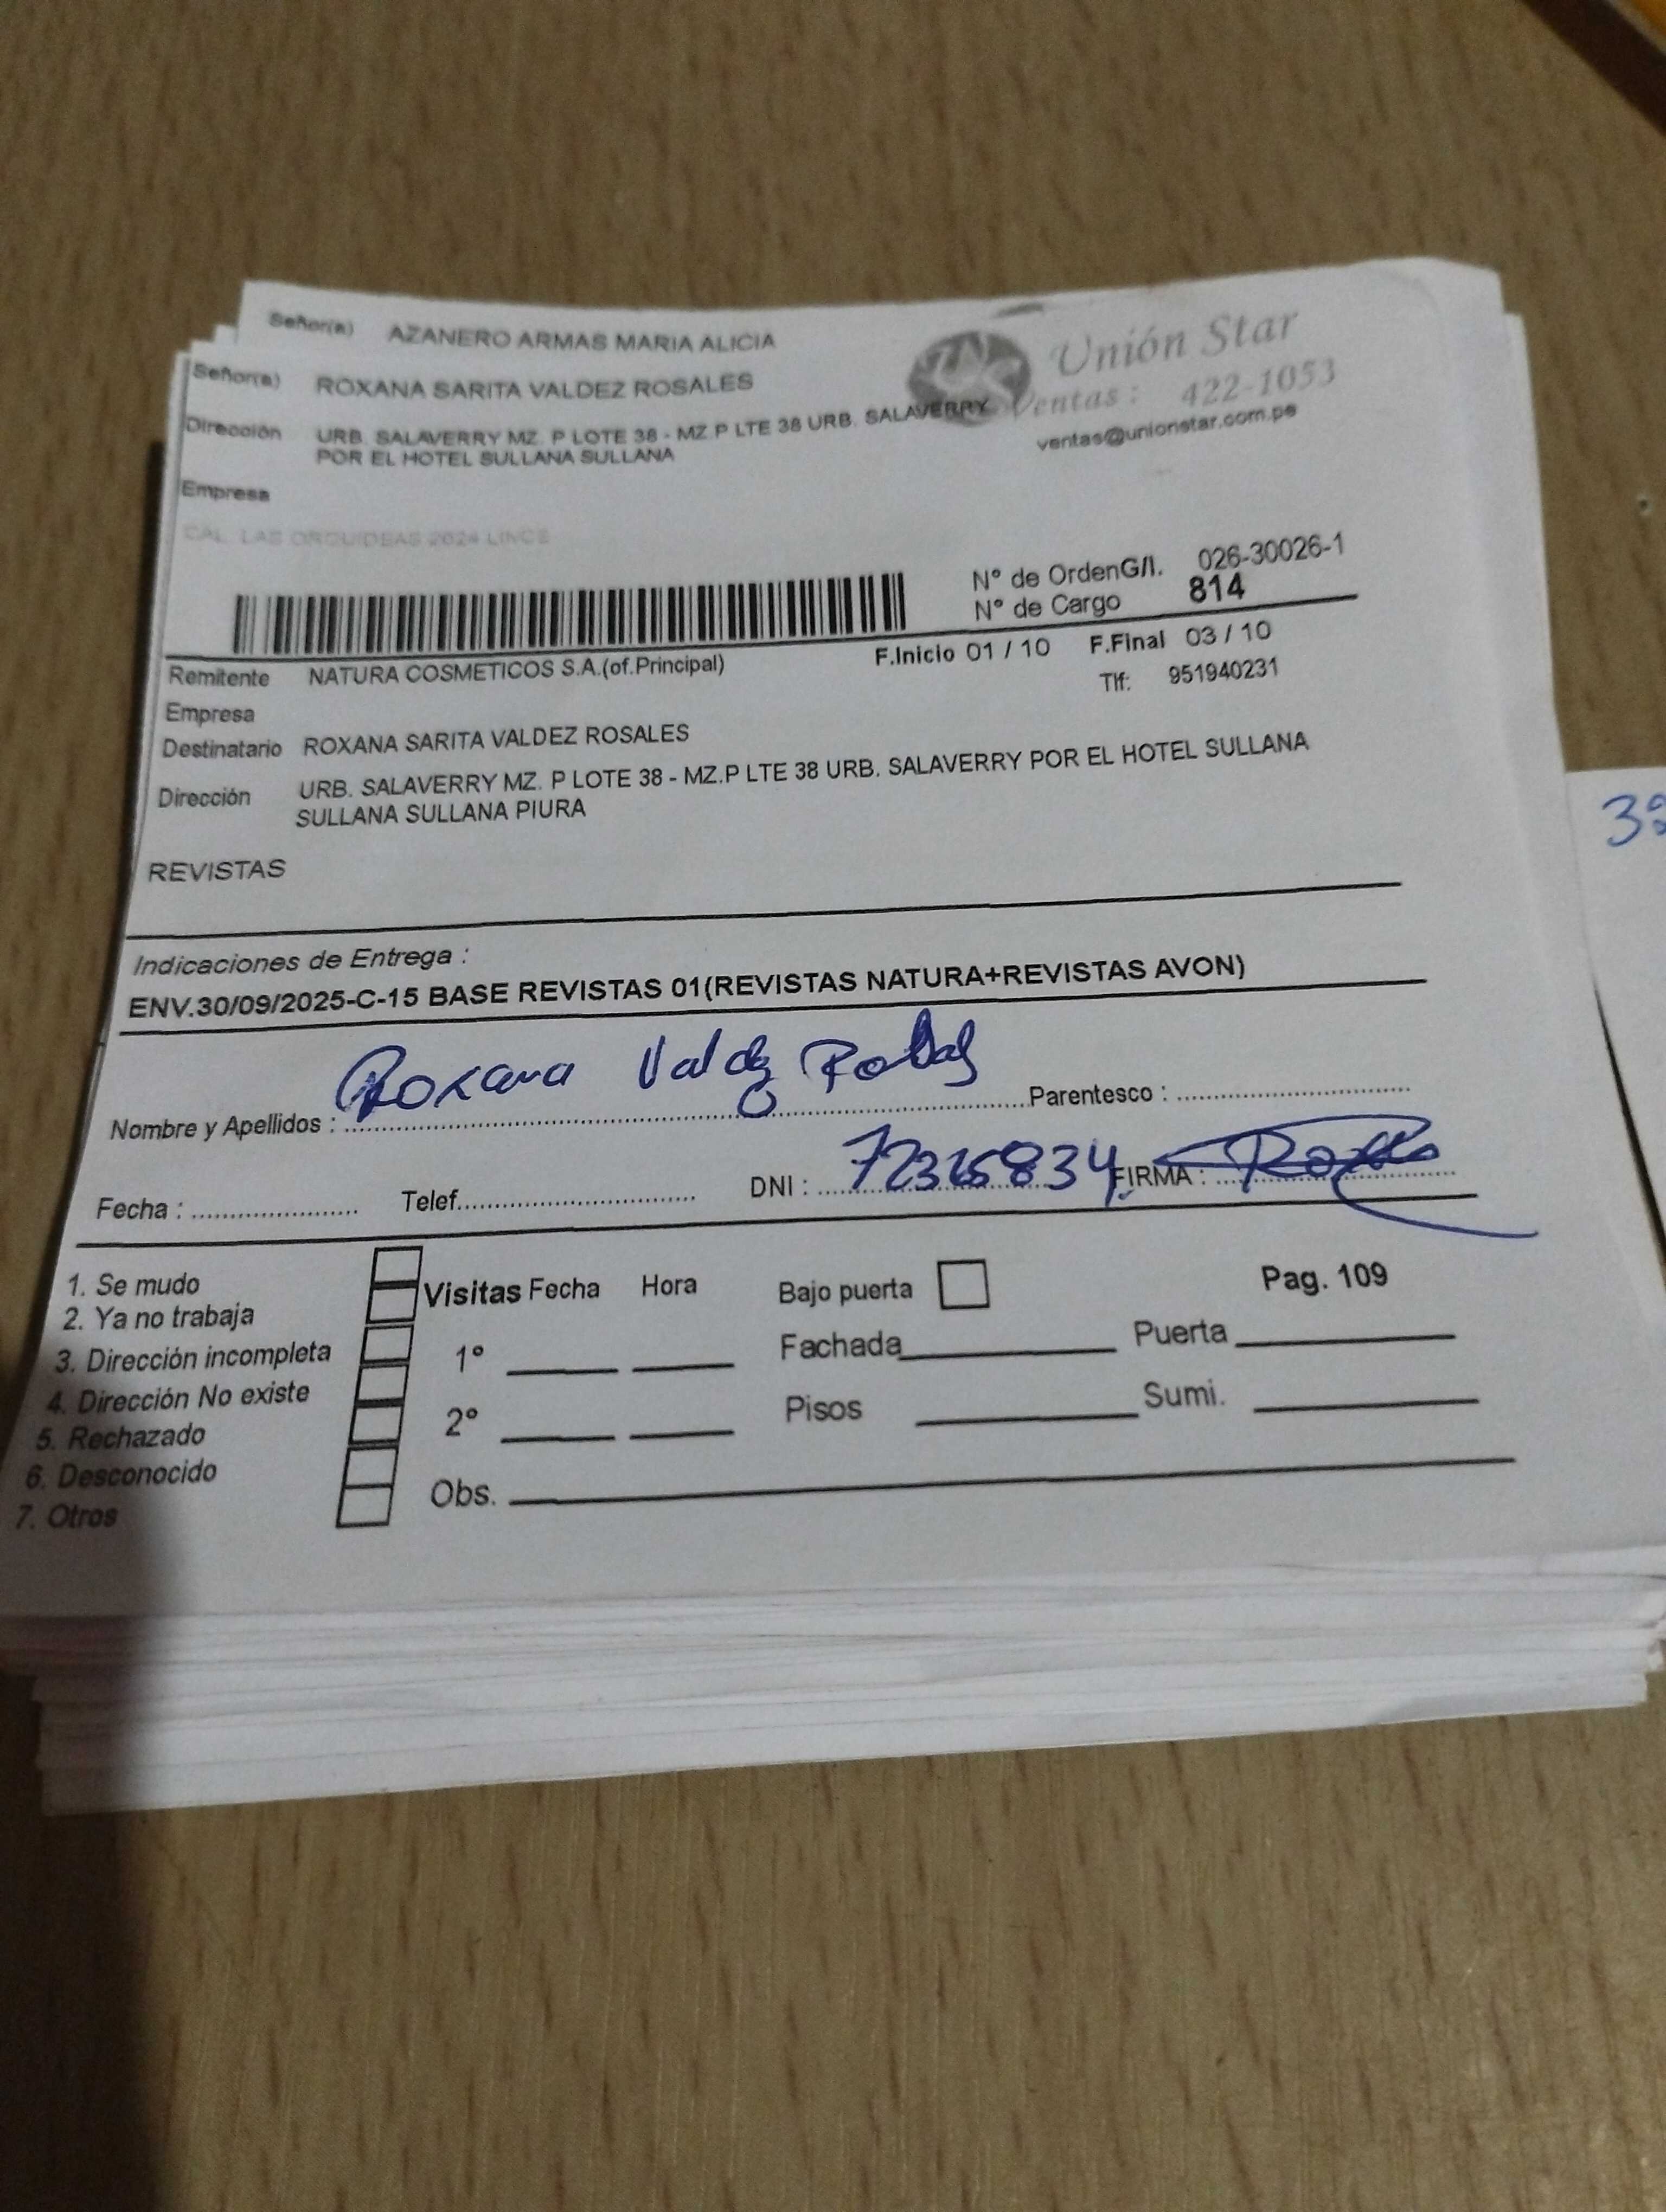 Señor(a) AZANERO ARMAS MARIA ALICIA
Unión Star
Ventas : 422-1053
ventas@unionstar.com.pe
Señor(a) ROXANA SARITA VALDEZ ROSALES
Dirección URB. SALAVERRY MZ. P LOTE 38 - MZ.P LTE 38 URB. SALAVERRY
POR EL HOTEL SULLANA SULLANA
Empresa
CAL. LAS ORQUIDEAS 2624 LINCE
N° de OrdenG/I. 026-30026-1
N° de Cargo 814
F.Inicio 01 / 10 F.Final 03 / 10
Remitente NATURA COSMETICOS S.A.(of.Principal)
Tlf: 951940231
Empresa
Destinatario ROXANA SARITA VALDEZ ROSALES
Dirección URB. SALAVERRY MZ. P LOTE 38 - MZ.P LTE 38 URB. SALAVERRY POR EL HOTEL SULLANA
SULLANA SULLANA PIURA
REVISTAS
Indicaciones de Entrega :
ENV.30/09/2025-C-15 BASE REVISTAS 01(REVISTAS NATURA+REVISTAS AVON)
Nombre y Apellidos : Roxana Valdez Parentesco :
Fecha : Telef. DNI : FIRMA :
1. Se mudo
2. Ya no trabaja
3. Dirección incompleta
4. Dirección No existe
5. Rechazado
6. Desconocido
7. Otros
Visitas Fecha Hora
1°
2°
Obs.
Bajo puerta Pag. 109
Fachada Puerta
Pisos Sumi.